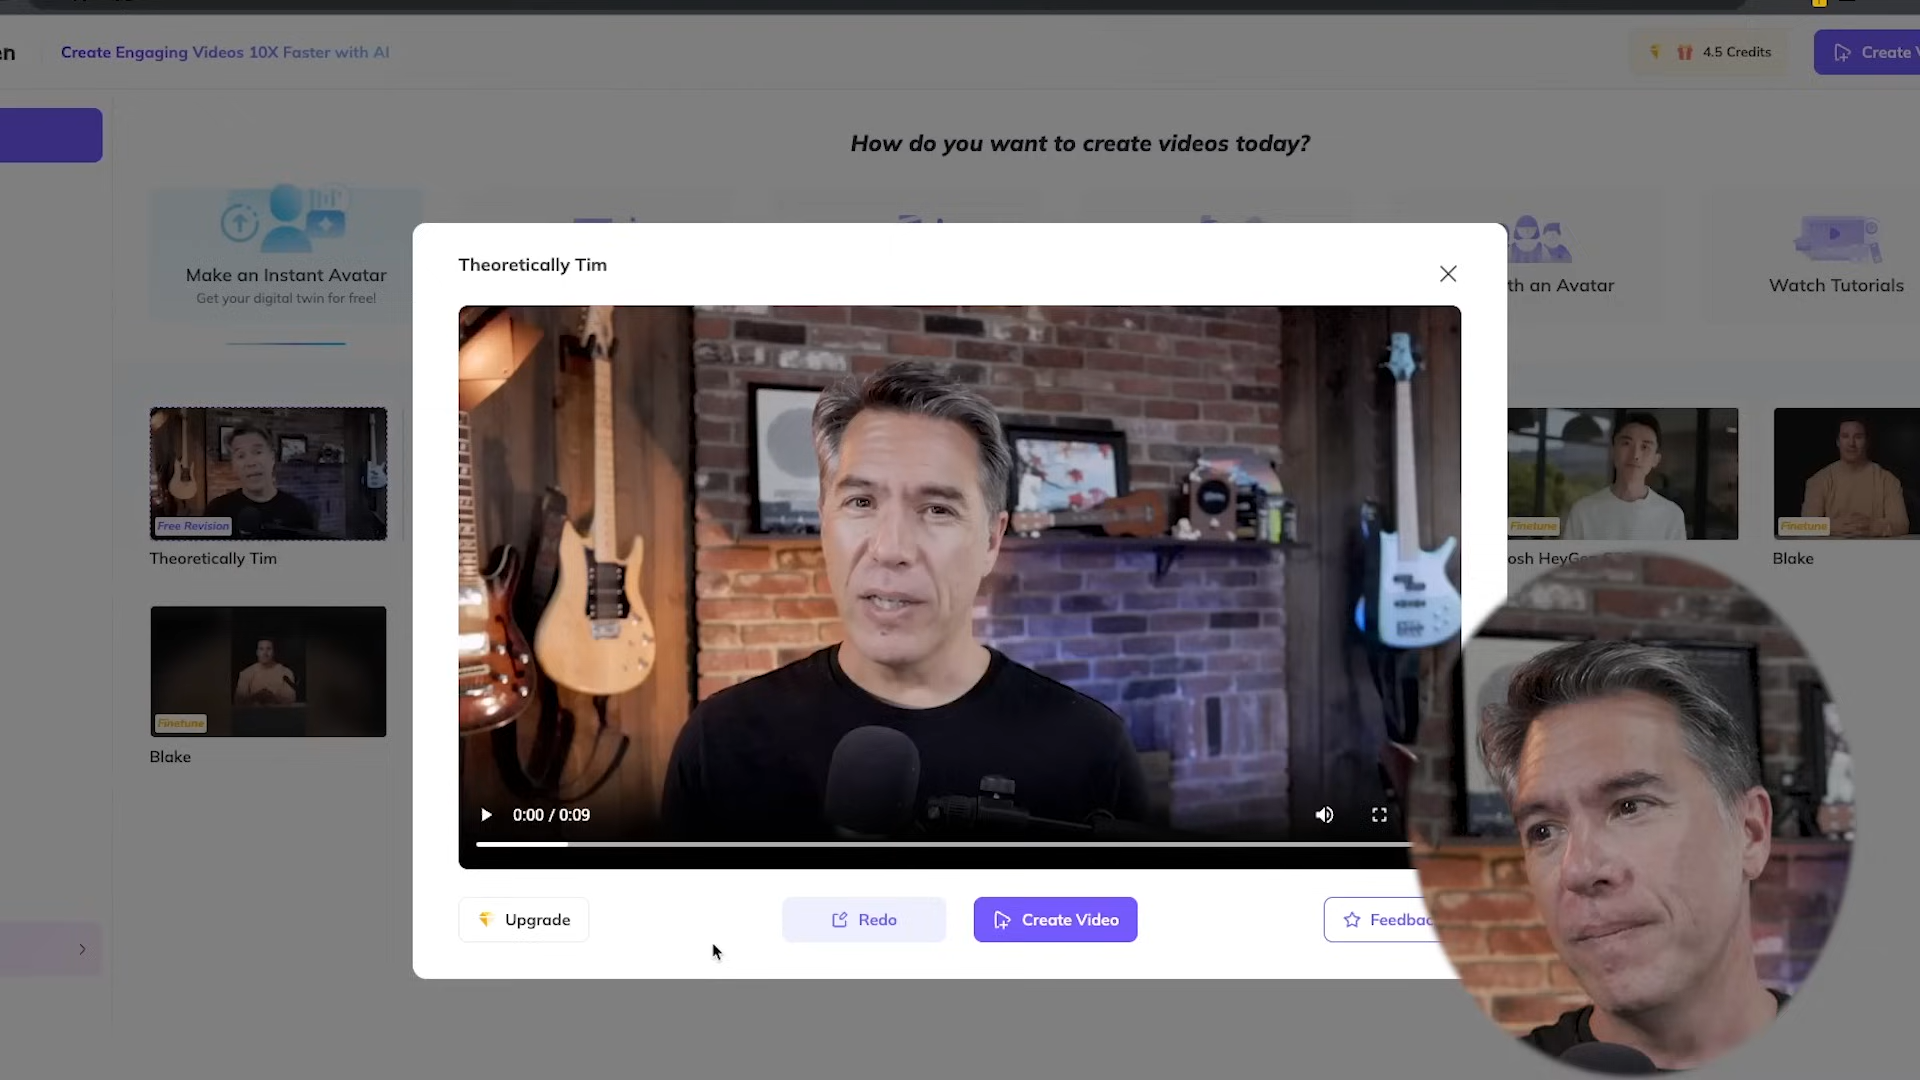 en
Create Engaging Videos 10X Faster with AI
4.5 Credits
Create
How do you want to create videos today?
Make an Instant Avatar
Get your digital twin for free!
th an Avatar
Watch Tutorials
Theoretically Tim
Free Revision
Theoretically Tim
Finetune
Finetune
Blake
Finetune
Blake
0:00 / 0:09
Upgrade
Redo
Create Video